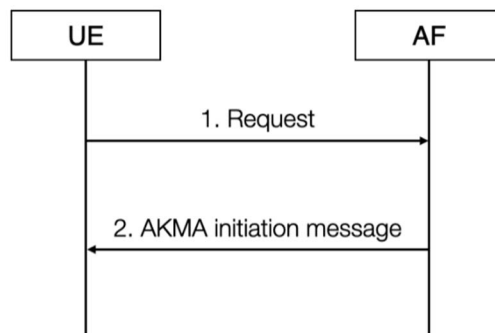 UE
AF
1. Request
2. AKMA initiation message